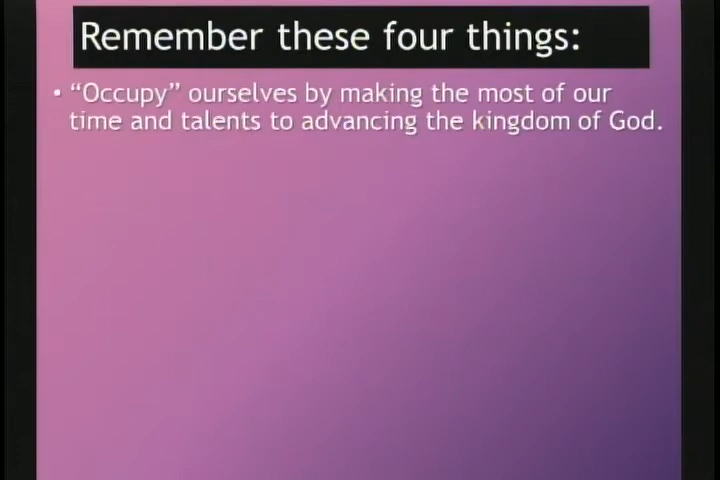 Remember these four things:
• “Occupy” ourselves by making the most of our
time and talents to advancing the kingdom of God.